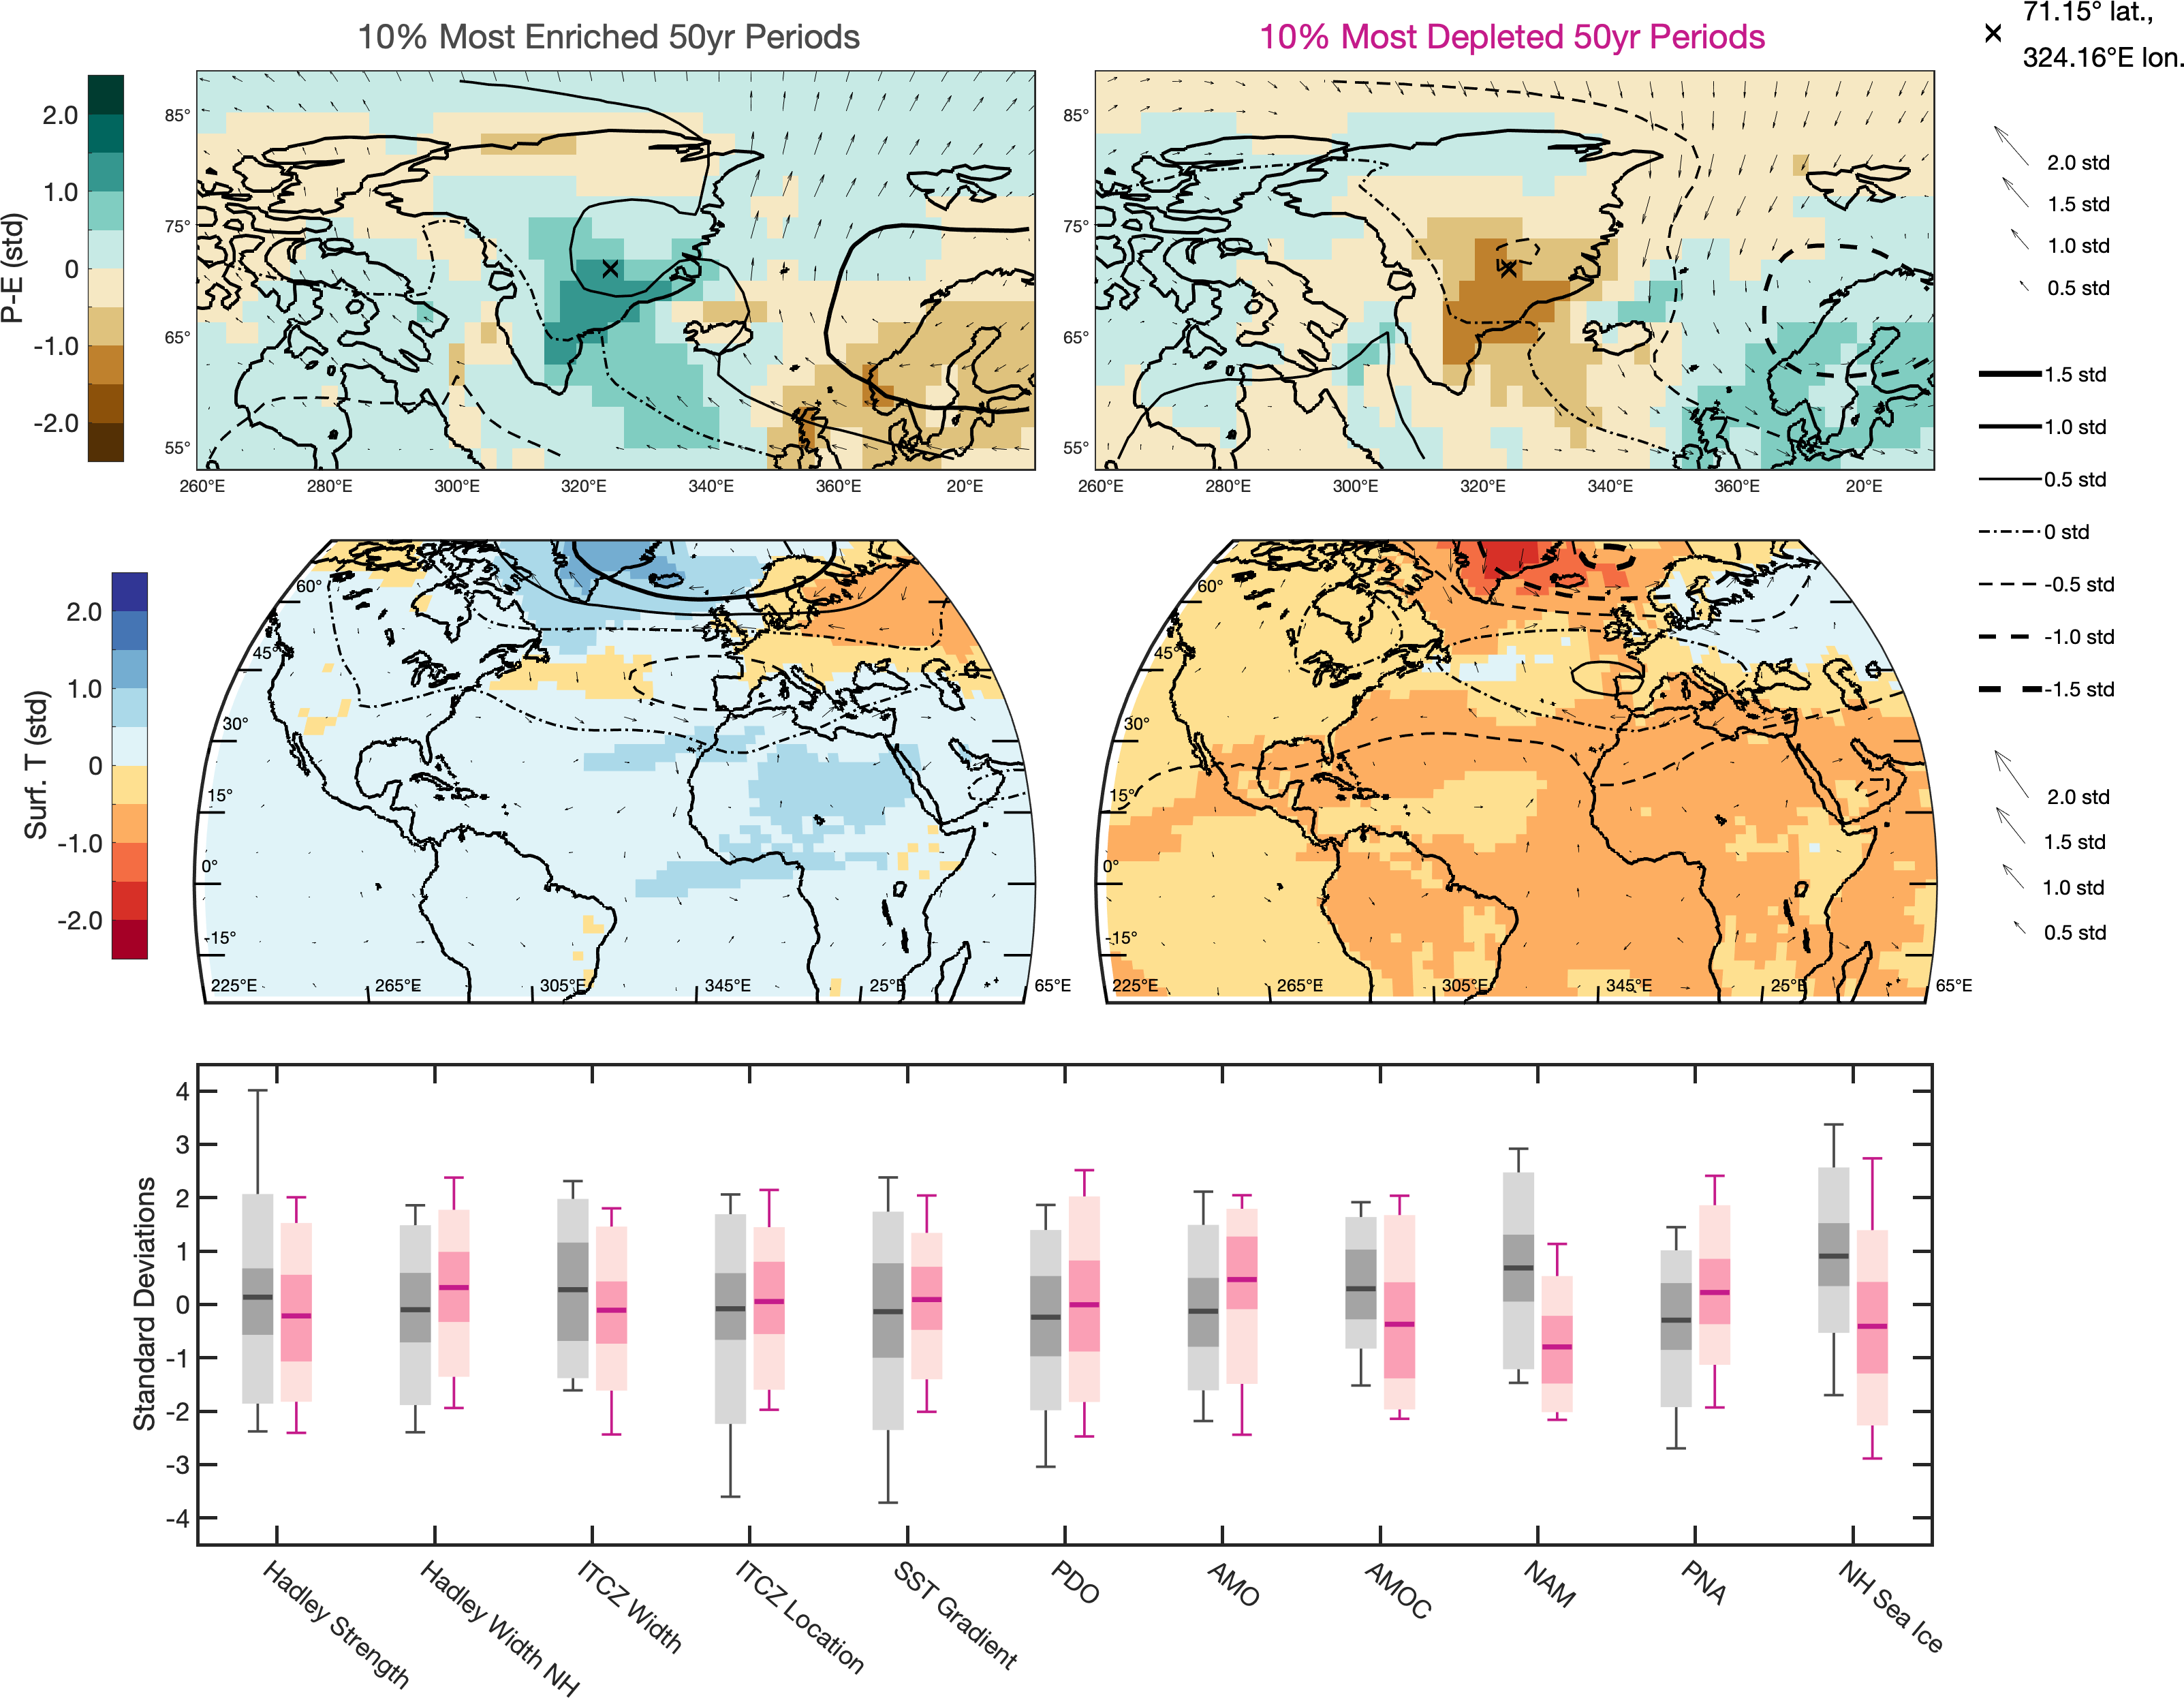 10% Most Enriched 50yr Periods
10% Most Depleted 50yr Periods
71.15° lat.,
324.16°E lon.
P-E (std)
2.0
1.0
0
-1.0
-2.0
85°
75°
65°
55°
260°E 280°E 300°E 320°E 340°E 360°E 20°E
85°
75°
65°
55°
260°E 280°E 300°E 320°E 340°E 360°E 20°E
2.0 std
1.5 std
1.0 std
0.5 std
1.5 std
1.0 std
0.5 std
0 std
-0.5 std
-1.0 std
-1.5 std
Surf. T (std)
2.0
1.0
0
-1.0
-2.0
60°
45°
30°
15°
0°
-15°
225°E 265°E 305°E 345°E 25°E 65°E
60°
45°
30°
15°
0°
-15°
225°E 265°E 305°E 345°E 25°E 65°E
2.0 std
1.5 std
1.0 std
0.5 std
Standard Deviations
4
3
2
1
0
-1
-2
-3
-4
Hadley Strength
Hadley Width NH
ITCZ Width
ITCZ Location
SST Gradient
PDO
AMO
AMOC
NAM
PNA
NH Sea Ice